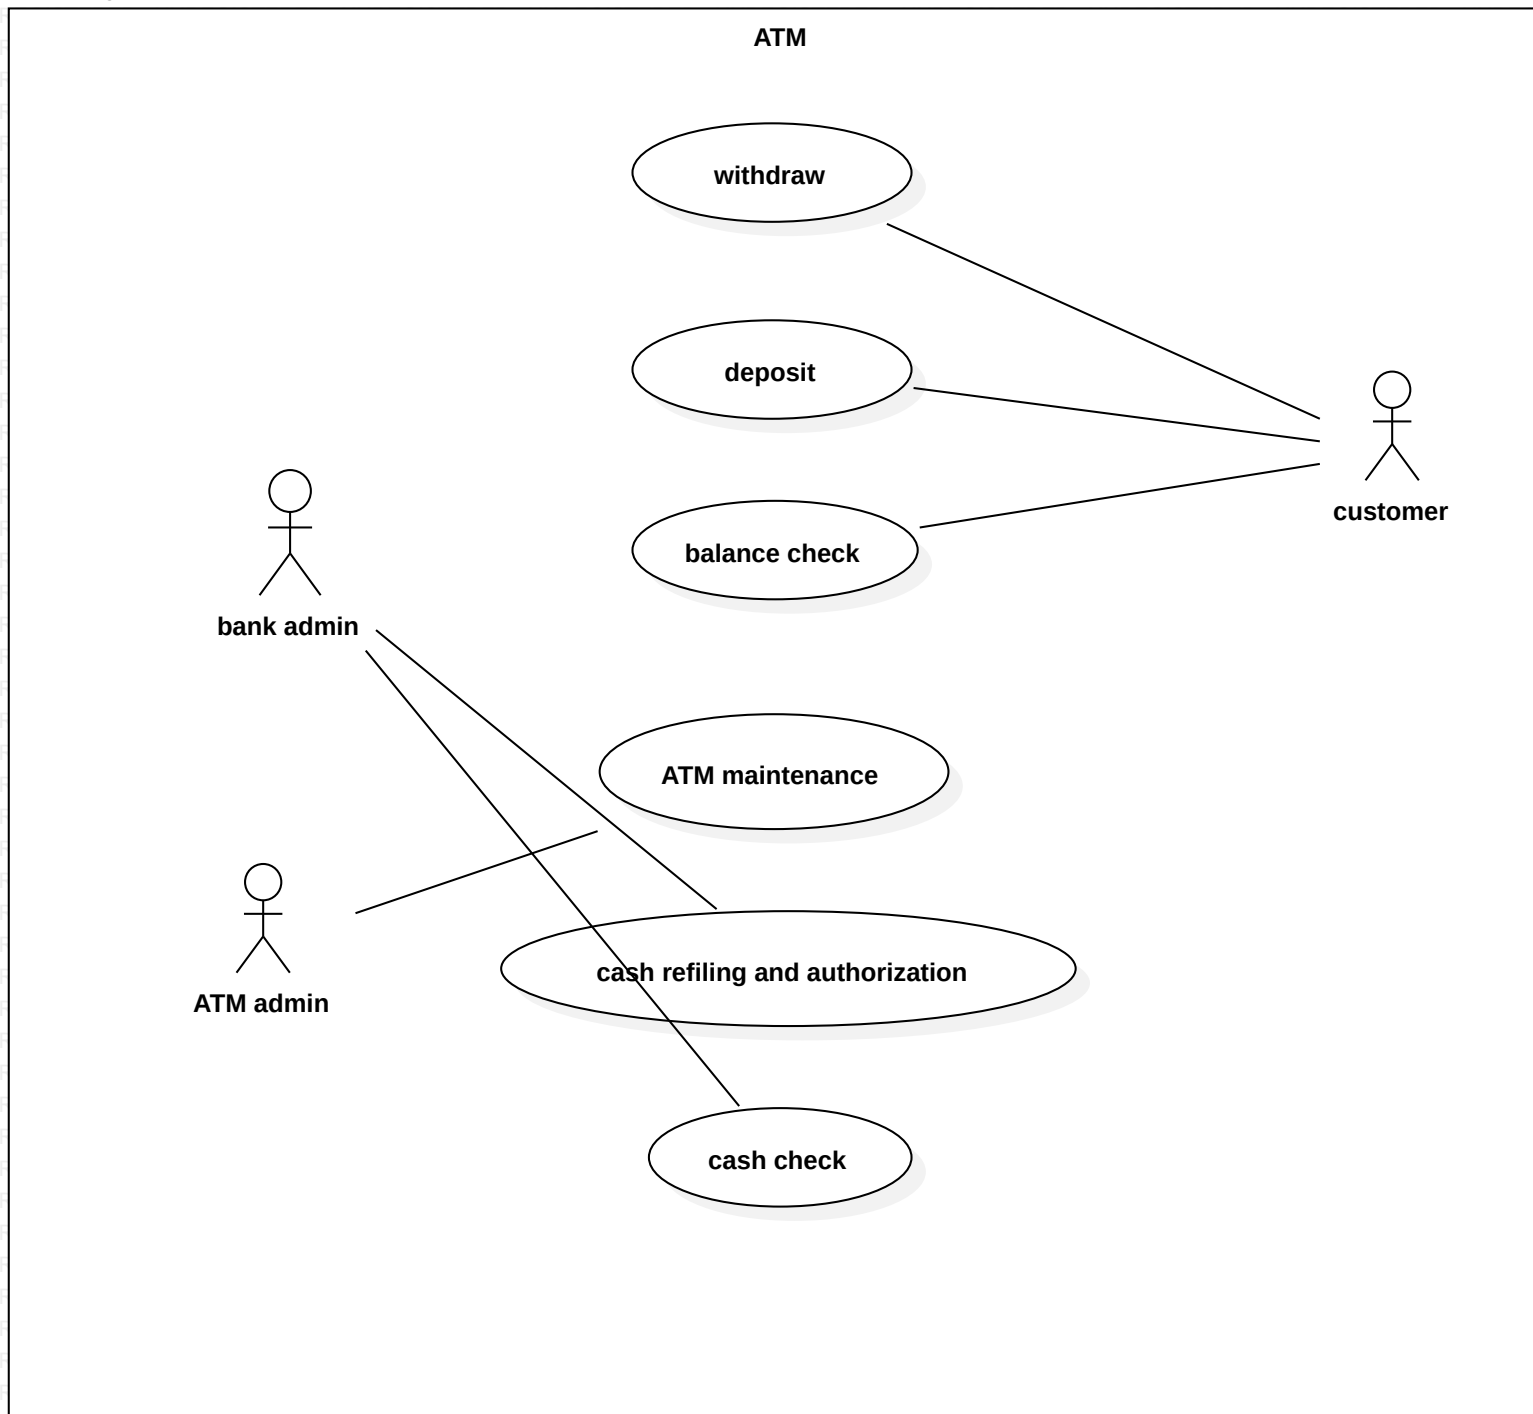 ATM
withdraw
deposit
customer
balance check
bank admin
ATM maintenance
cash refiling and authorization
ATM admin
cash check